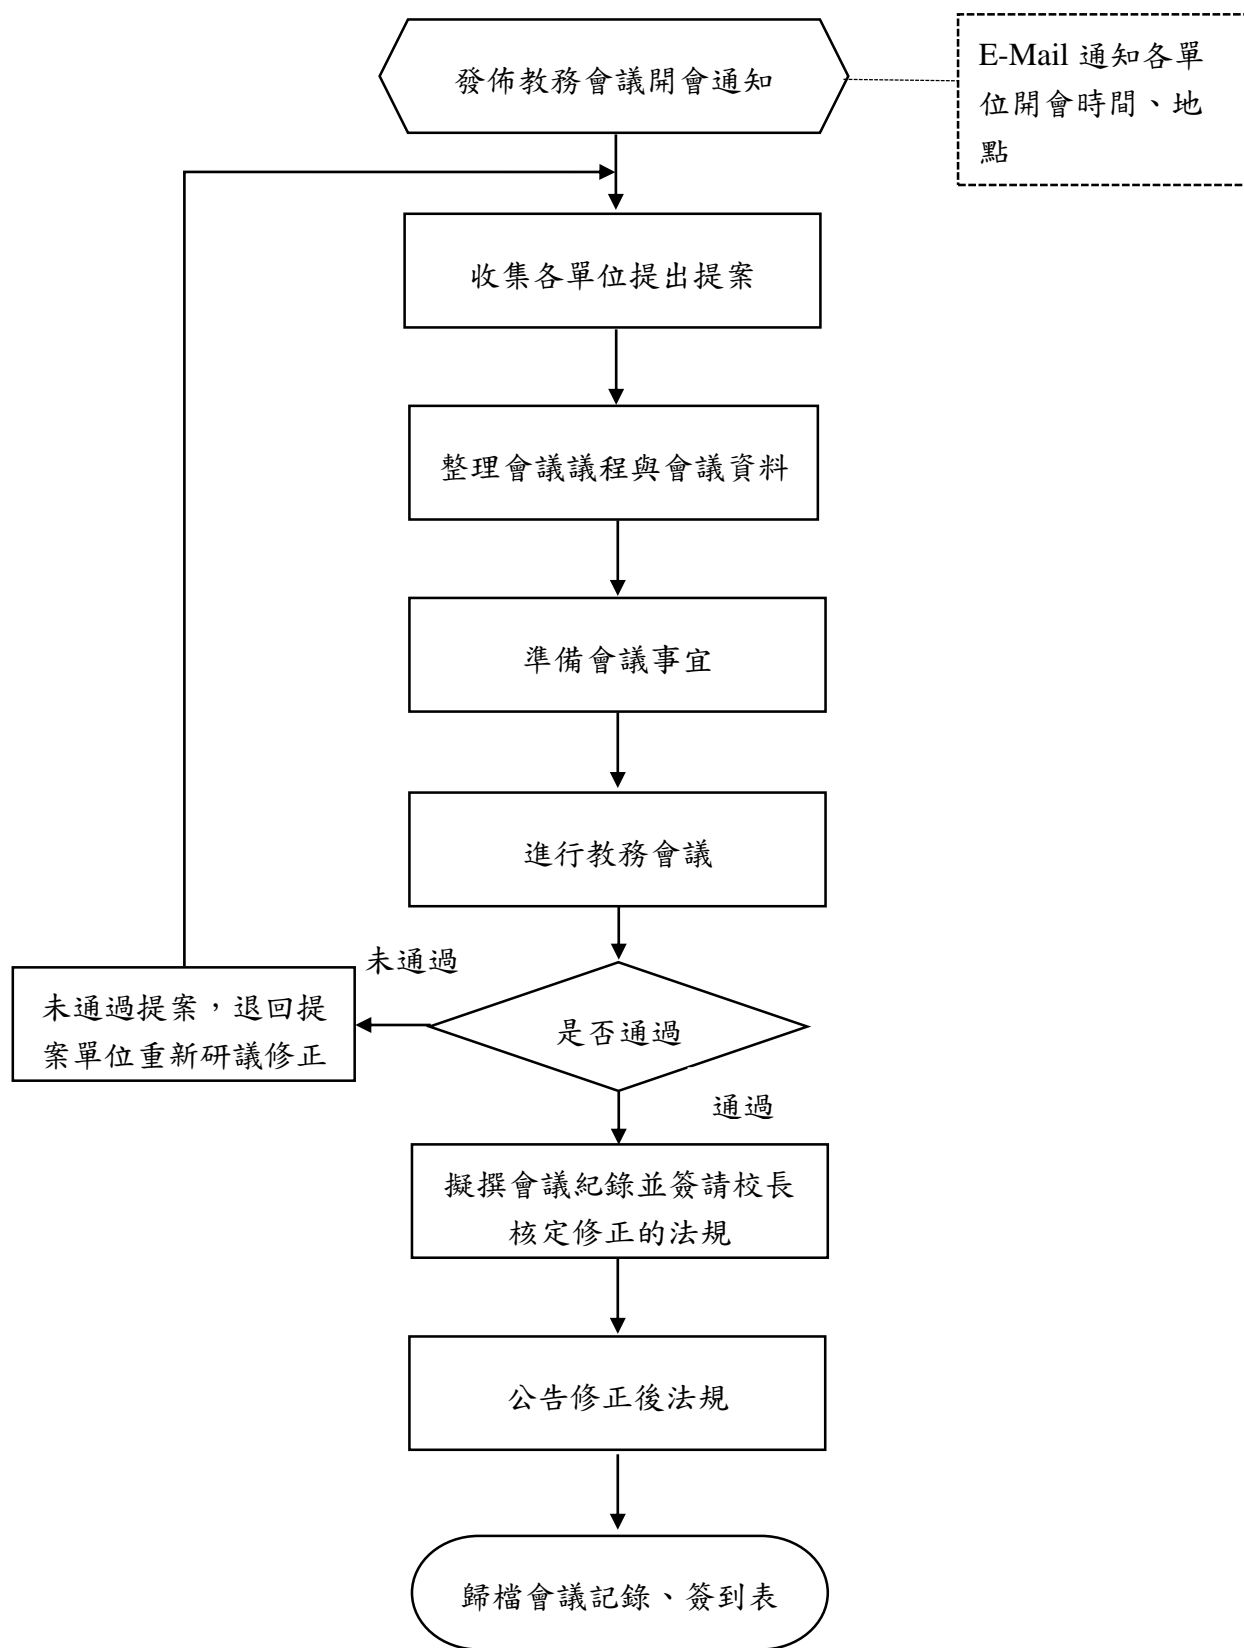 發佈教務會議開會通知
E-Mail 通知各單
位開會時間、地
點
收集各單位提出提案
整理會議議程與會議資料
準備會議事宜
進行教務會議
未通過
未通過提案，退回提
案單位重新研議修正
是否通過
通過
擬撰會議紀錄並簽請校長
核定修正的法規
公告修正後法規
歸檔會議記錄、簽到表